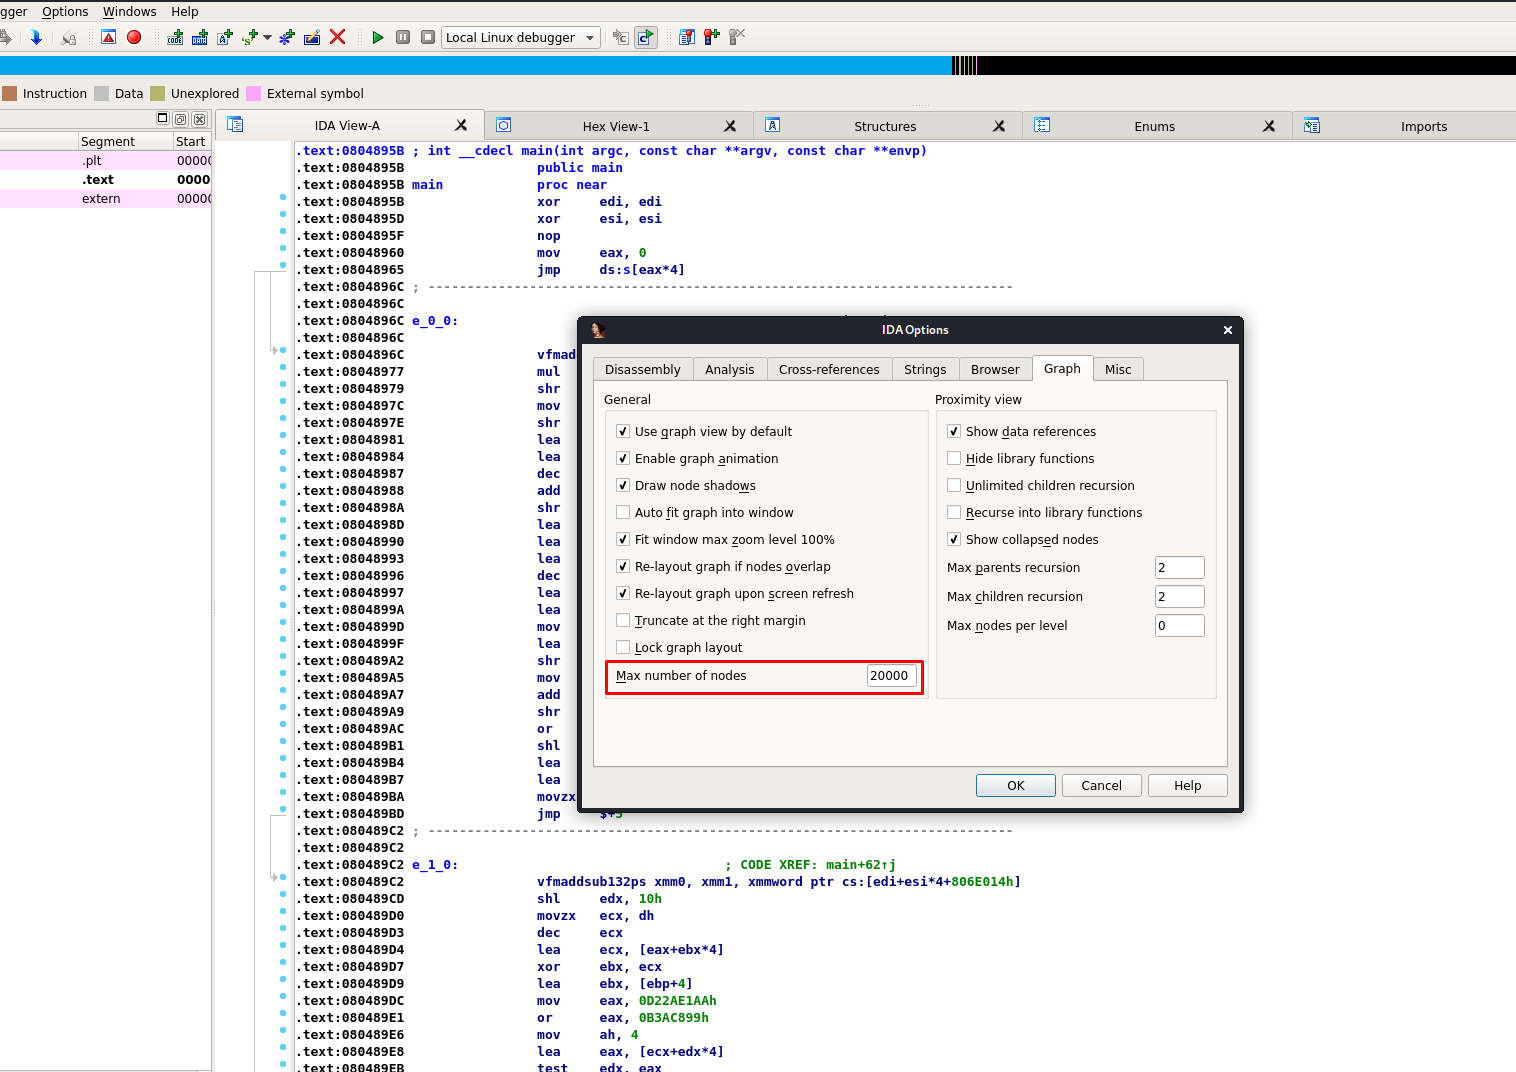 gger Options Windows Help
Local Linux debugger
Instruction Data Unexplored External symbol
IDA View-A Hex View-1 Structures Enums Imports
Segment Start
.plt 0000
.text 0000
extern 0000
.text:0804895B ; int __cdecl main(int argc, const char **argv, const char **envp)
.text:0804895B public main
.text:0804895B main proc near
.text:0804895B xor edi, edi
.text:0804895D xor esi, esi
.text:0804895F nop
.text:08048960 mov eax, 0
.text:08048965 jmp ds:s[eax*4]
.text:0804896C ; ---------------------------------------------------------------------------
.text:0804896C
.text:0804896C e_0_0:
.text:0804896C
.text:0804896C vfmad
.text:08048977 mul
.text:08048979 shr
.text:0804897C mov
.text:0804897E shr
.text:08048981 lea
.text:08048984 lea
.text:08048987 dec
.text:08048988 add
.text:0804898A shr
.text:0804898D lea
.text:08048990 lea
.text:08048993 lea
.text:08048996 dec
.text:08048997 lea
.text:0804899A lea
.text:0804899D mov
.text:0804899F lea
.text:080489A2 shr
.text:080489A5 mov
.text:080489A7 add
.text:080489A9 shr
.text:080489AC or
.text:080489B1 shl
.text:080489B4 lea
.text:080489B7 lea
.text:080489BA movzx
.text:080489BD jmp $+5
.text:080489C2 ; ---------------------------------------------------------------------------
.text:080489C2
.text:080489C2 e_1_0: ; CODE XREF: main+62↑j
.text:080489C2 vfmaddsub132ps xmm0, xmm1, xmmword ptr cs:[edi+esi*4+806E014h]
.text:080489CD shl edx, 10h
.text:080489D0 movzx ecx, dh
.text:080489D3 dec ecx
.text:080489D4 lea ecx, [eax+ebx*4]
.text:080489D7 xor ebx, ecx
.text:080489D9 lea ebx, [ebp+4]
.text:080489DC mov eax, 0D22AE1AAh
.text:080489E1 or eax, 0B3AC899h
.text:080489E6 mov ah, 4
.text:080489E8 lea eax, [ecx+edx*4]
.text:080489EB test edx, eax
IDA Options
Disassembly Analysis Cross-references Strings Browser Graph Misc
General
Use graph view by default
Enable graph animation
Draw node shadows
Auto fit graph into window
Fit window max zoom level 100%
Re-layout graph if nodes overlap
Re-layout graph upon screen refresh
Truncate at the right margin
Lock graph layout
Max number of nodes 20000
Proximity view
Show data references
Hide library functions
Unlimited children recursion
Recurse into library functions
Show collapsed nodes
Max parents recursion 2
Max children recursion 2
Max nodes per level 0
OK Cancel Help